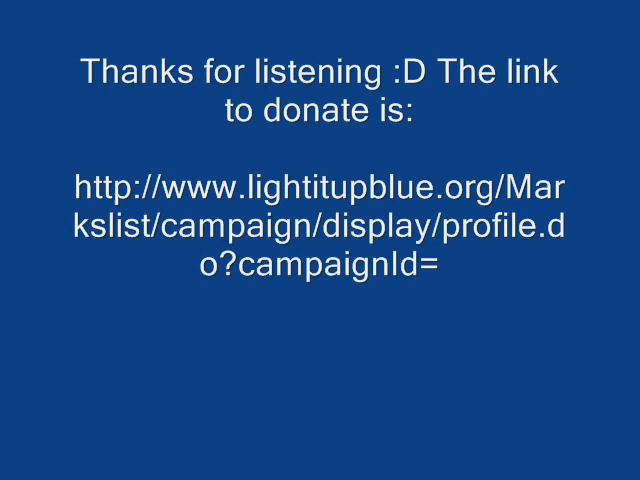 Thanks for listening :D The link
to donate is:
http://www.lightitupblue.org/Mar
kslist/campaign/display/profile.d
o?campaignId=